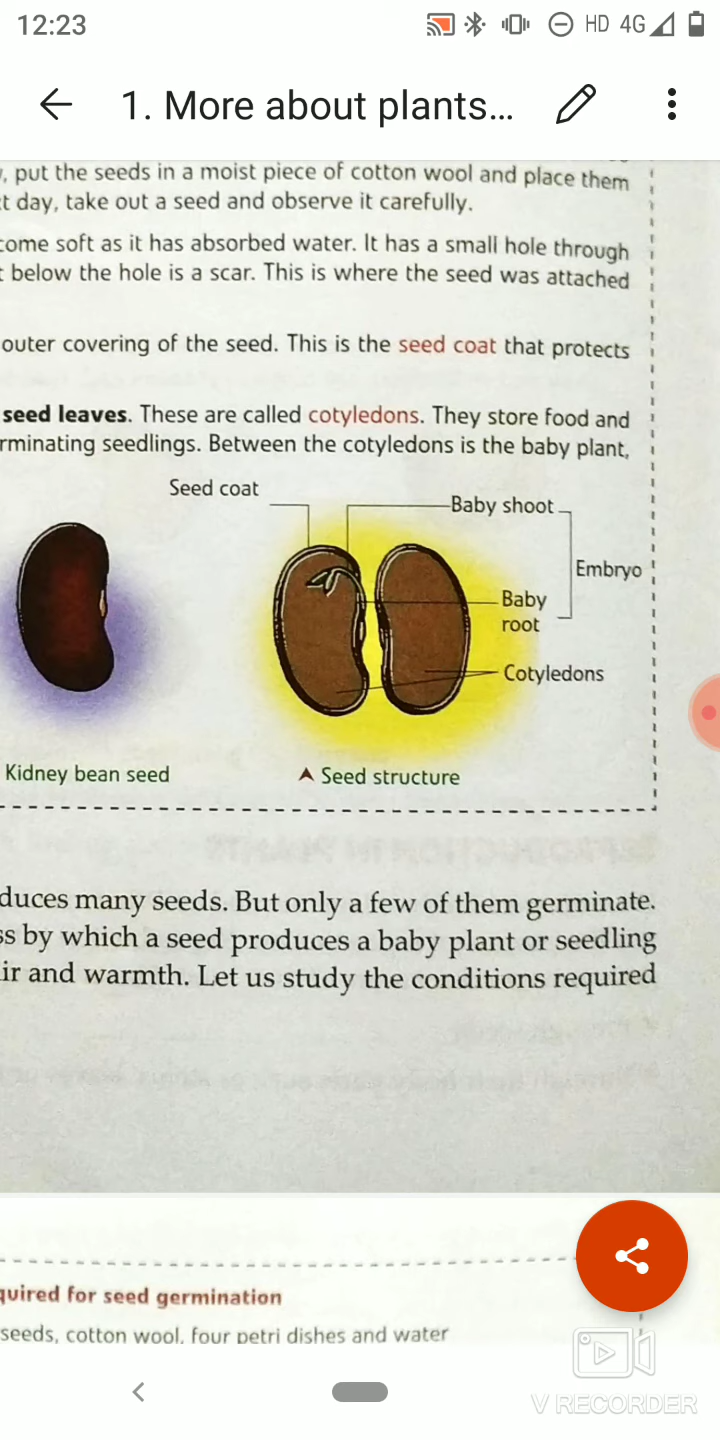 12:23
HD 4G
1. More about plants...
, put the seeds in a moist piece of cotton wool and place them
t day, take out a seed and observe it carefully.
come soft as it has absorbed water. It has a small hole through
t below the hole is a scar. This is where the seed was attached
outer covering of the seed. This is the seed coat that protects
seed leaves. These are called cotyledons. They store food and
rminating seedlings. Between the cotyledons is the baby plant,
Seed coat
Baby shoot
Embryo
Baby
root
Cotyledons
Kidney bean seed
Seed structure
duces many seeds. But only a few of them germinate.
ss by which a seed produces a baby plant or seedling
ir and warmth. Let us study the conditions required
quired for seed germination
seeds, cotton wool, four petri dishes and water
V RECORDER